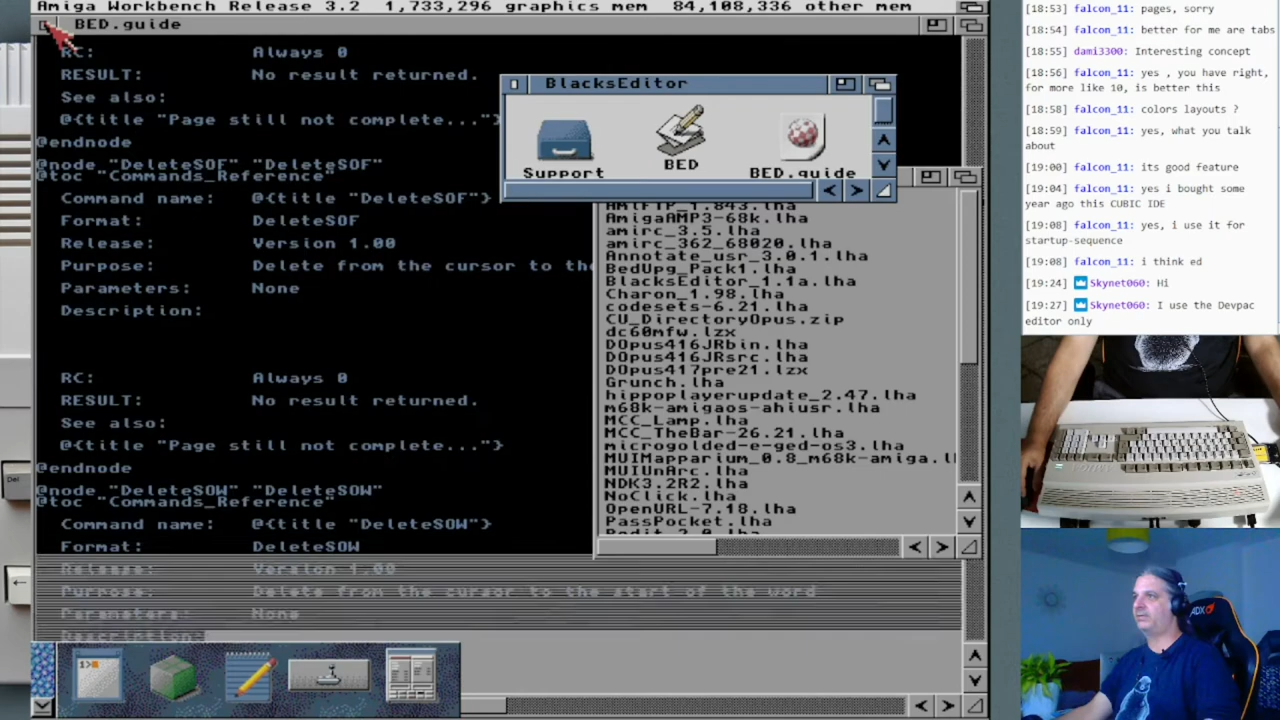 Amiga Workbench Release 3.2   1,733,296 graphics mem   84,108,336 other mem
BED.guide
RC: Always 0
RESULT: No result returned.
See also:
@{title "Page still not complete..."}
@endnode
@node "DeleteSOF" "DeleteSOF"
@toc "Commands_Reference"
Command name: @{title "DeleteSOF"}
Format: DeleteSOF
Release: Version 1.00
Purpose: Delete from the cursor to the
Parameters: None
Description:
RC: Always 0
RESULT: No result returned.
See also:
@{title "Page still not complete..."}
@endnode
@node "DeleteSOW" "DeleteSOW"
@toc "Commands_Reference"
Command name: @{title "DeleteSOW"}
Format: DeleteSOW
Release: Version 1.00
Purpose: Delete from the cursor to the start of the word
Parameters: None
Description:
BlacksEditor
Support
BED
BED.guide
AmiFTP_1.843.lha
AmigaAMP3-68k.lha
amirc_3.5.lha
amirc_362_68020.lha
Annotate_usr_3.0.1.lha
BedUpg_Pack1.lha
BlacksEditor_1.1a.lha
Charon_1.98.lha
codesets-6.21.lha
CU_DirectoryOpus.zip
dc60mfw.lzx
DOpus416JRbin.lha
DOpus416JRsrc.lha
DOpus417pre21.lzx
Grunch.lha
hippoplayerupdate_2.47.lha
m68k-amigaos-ahiusr.lha
MCC_Lamp.lha
MCC_TheBar-26.21.lha
microgolded-e-ged-os3.lha
MUIMapparium_0.8_m68k-amiga.l
MUIUnArc.lha
NDK3.2R2.lha
NoClick.lha
OpenURL-7.18.lha
PassPocket.lha
1>
[18:53] falcon_11: pages, sorry
[18:54] falcon_11: better for me are tabs
[18:55] dami3300: Interesting concept
[18:56] falcon_11: yes , you have right,
for more like 10, is better this
[18:58] falcon_11: colors layouts ?
[18:59] falcon_11: yes, what you talk
about
[19:00] falcon_11: its good feature
[19:04] falcon_11: yes i bought some
year ago this CUBIC IDE
[19:08] falcon_11: yes, i use it for
startup-sequence
[19:08] falcon_11: i think ed
[19:24] Skynet060: Hi
[19:27] Skynet060: I use the Devpac
editor only
Del
ADX